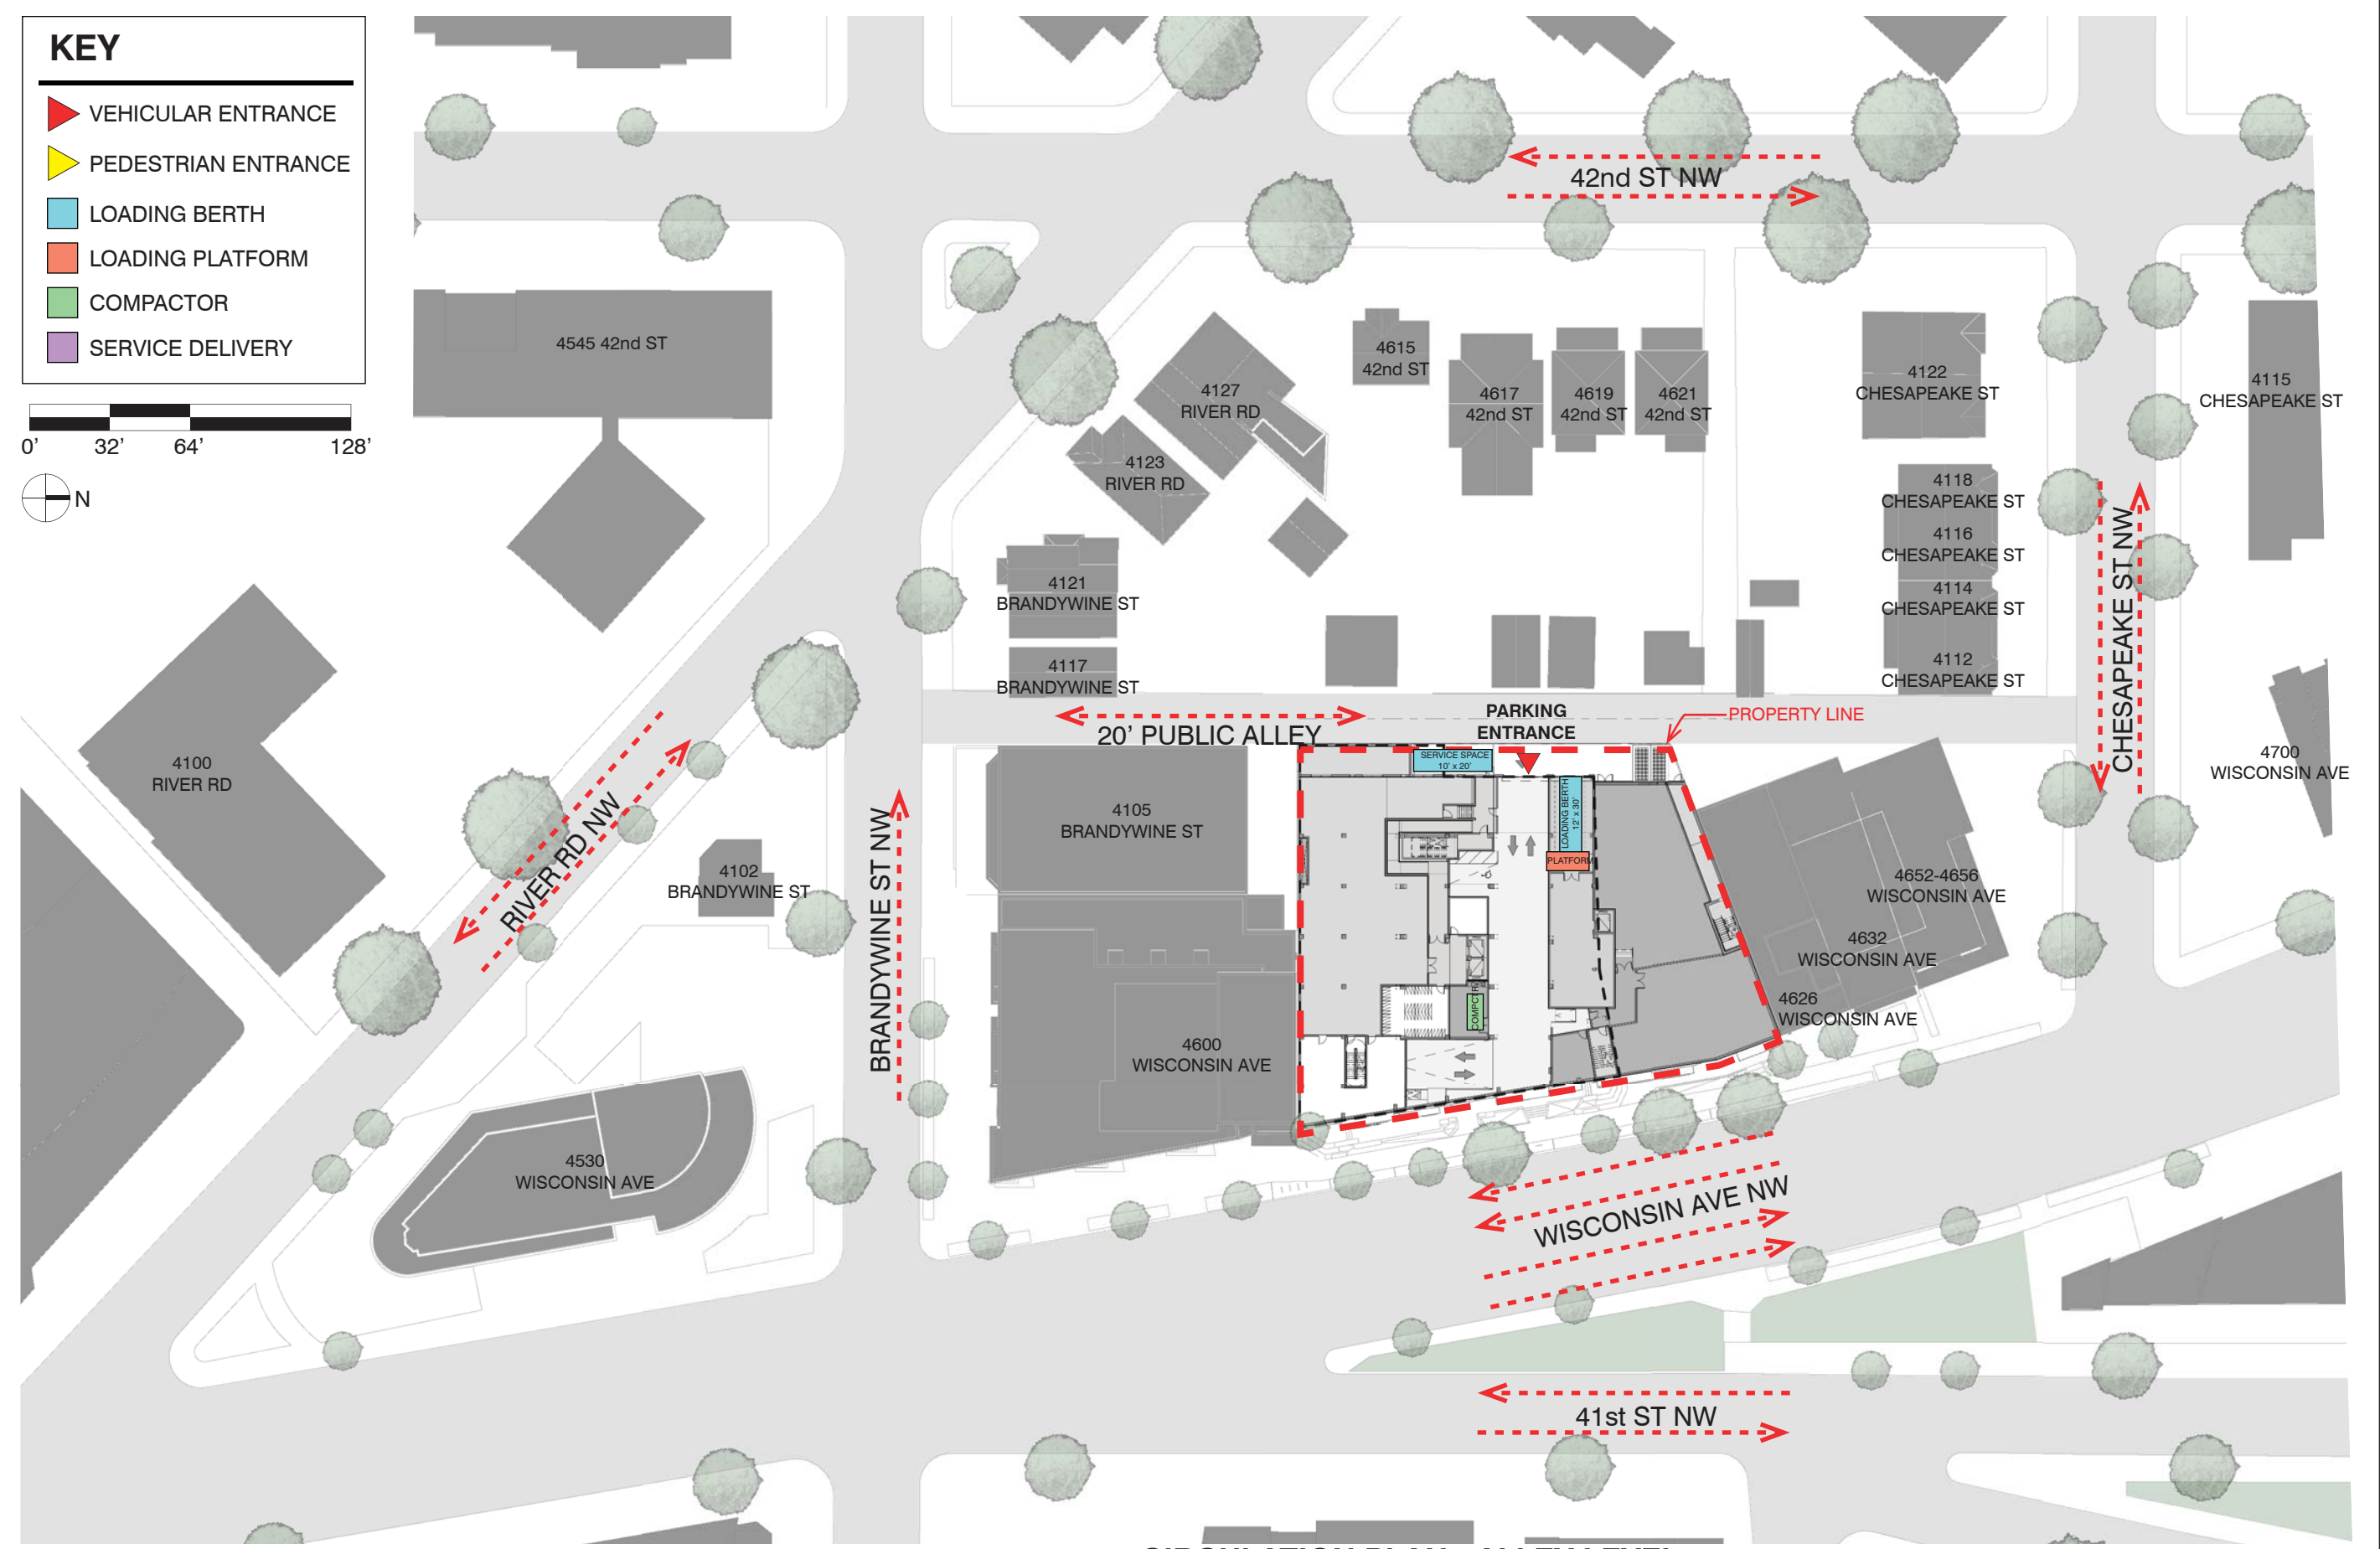 KEY
VEHICULAR ENTRANCE
PEDESTRIAN ENTRANCE
LOADING BERTH
LOADING PLATFORM
COMPACTOR
SERVICE DELIVERY
0’ 32’ 64’ 128’
N
42nd ST NW
4545 42nd ST
4127
RIVER RD
4123
RIVER RD
4615
42nd ST
4617
42nd ST
4619
42nd ST
4621
42nd ST
4122
CHESAPEAKE ST
4115
CHESAPEAKE ST
4118
CHESAPEAKE ST
4116
CHESAPEAKE ST
4114
CHESAPEAKE ST
4112
CHESAPEAKE ST
CHESAPEAKE ST NW
4121
BRANDYWINE ST
4117
BRANDYWINE ST
20’ PUBLIC ALLEY
PARKING
ENTRANCE
PROPERTY LINE
4100
RIVER RD
RIVER RD NW
4102
BRANDYWINE ST
BRANDYWINE ST NW
4105
BRANDYWINE ST
SERVICE SPACE
10’ x 20’
LOADING BERTH
12’ x 30’
PLATFORM
4700
WISCONSIN AVE
4652-4656
WISCONSIN AVE
4632
WISCONSIN AVE
4626
WISCONSIN AVE
4600
WISCONSIN AVE
4530
WISCONSIN AVE
WISCONSIN AVE NW
41st ST NW